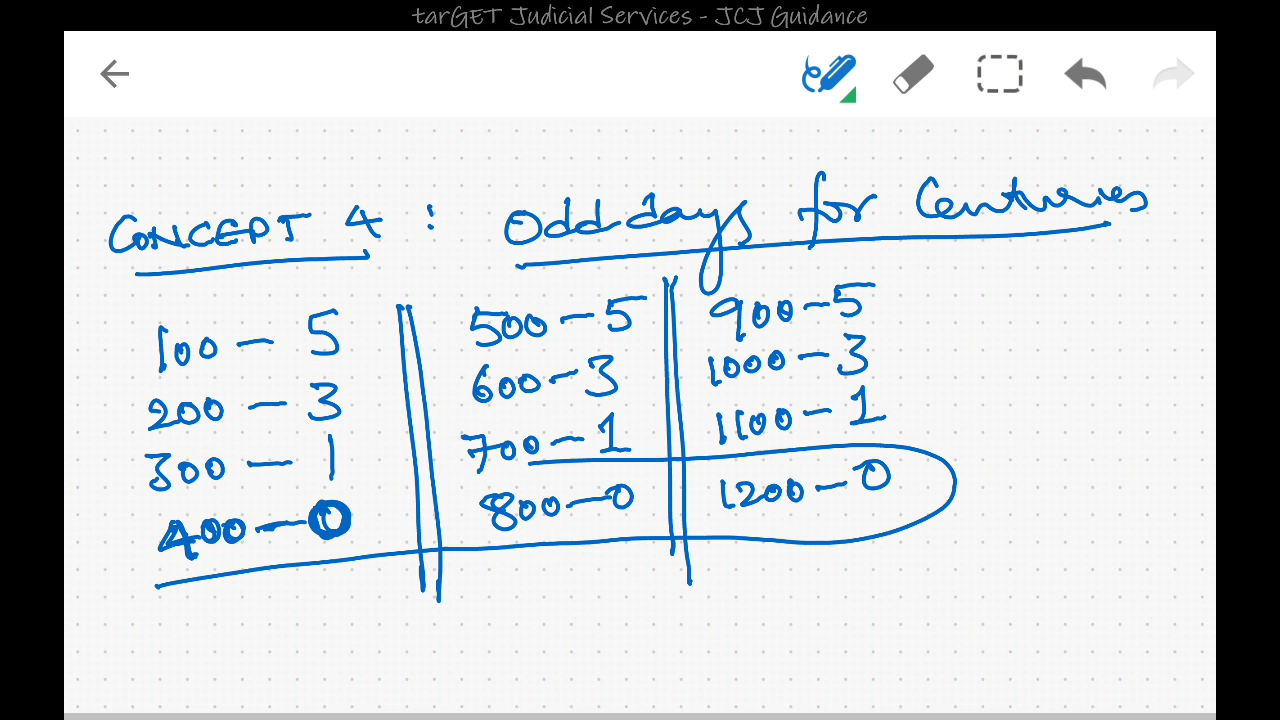 tarGET Judicial Services - JCJ Guidance
CONCEPT 4 : Odd days for Centuries
100 - 5
200 - 3
300 - 1
400 - 0
500 - 5
600 - 3
700 - 1
800 - 0
900 - 5
1000 - 3
1100 - 1
1200 - 0